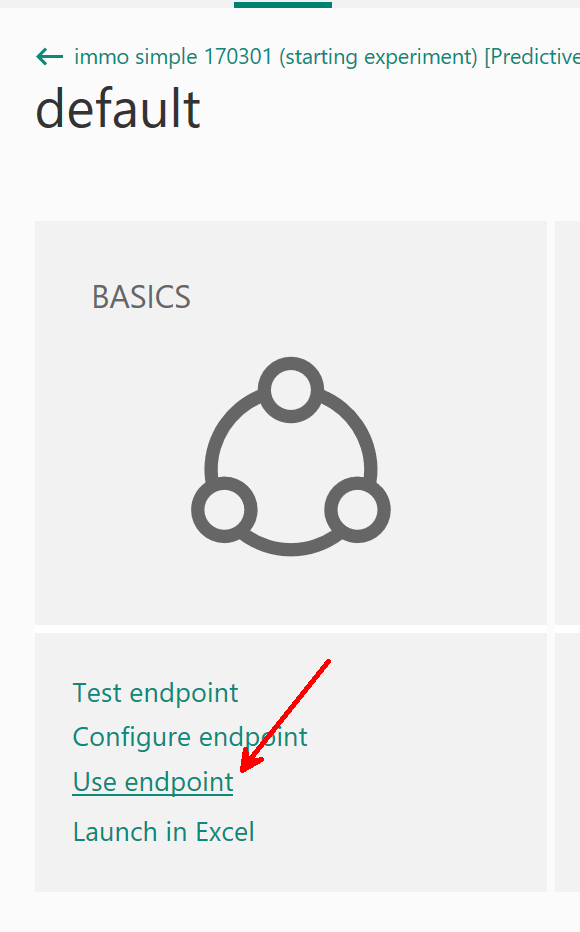 immo simple 170301 (starting experiment) [Predictive
default
BASICS
Test endpoint
Configure endpoint
Use endpoint
Launch in Excel